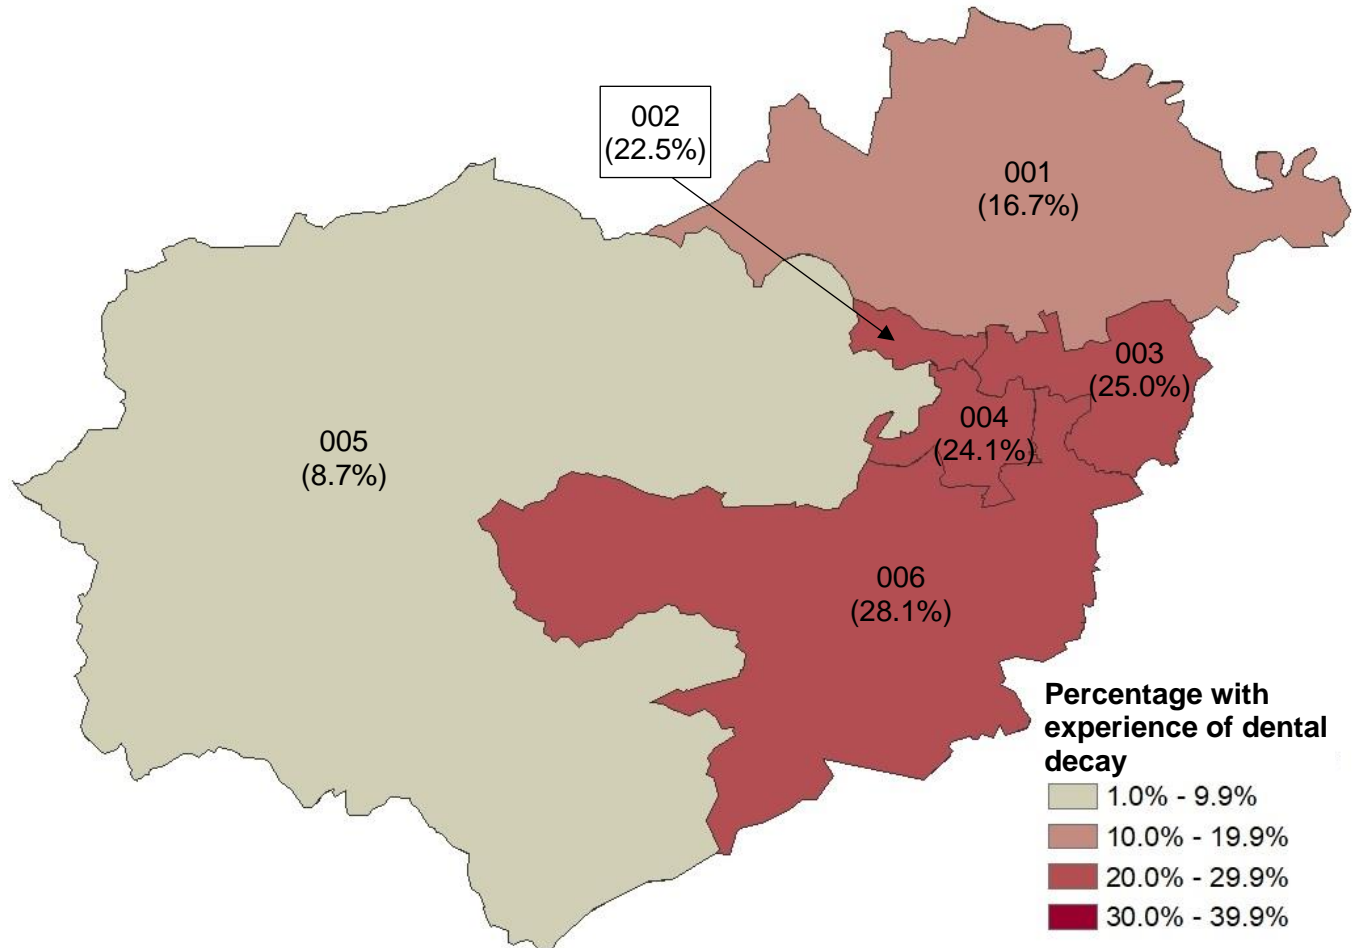 002
(22.5%)
001
(16.7%)
003
(25.0%)
004
(24.1%)
005
(8.7%)
006
(28.1%)
Percentage with
experience of dental
decay
1.0% - 9.9%
10.0% - 19.9%
20.0% - 29.9%
30.0% - 39.9%